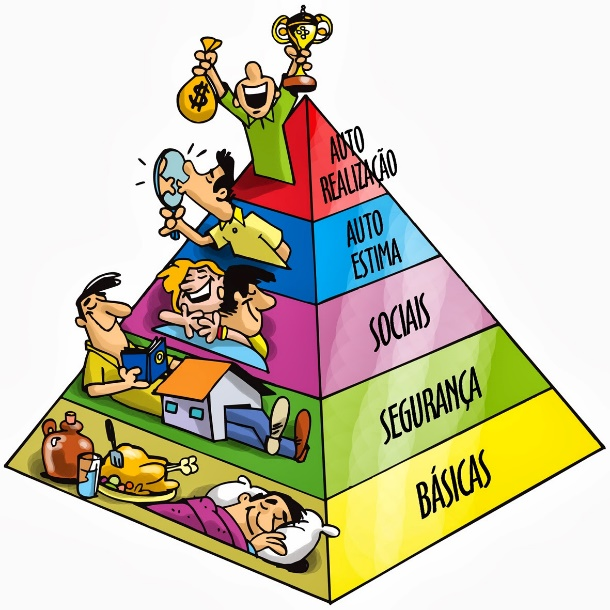 $
AUTO
REALIZAÇÃO
AUTO
ESTIMA
SOCIAIS
SEGURANÇA
BÁSICAS